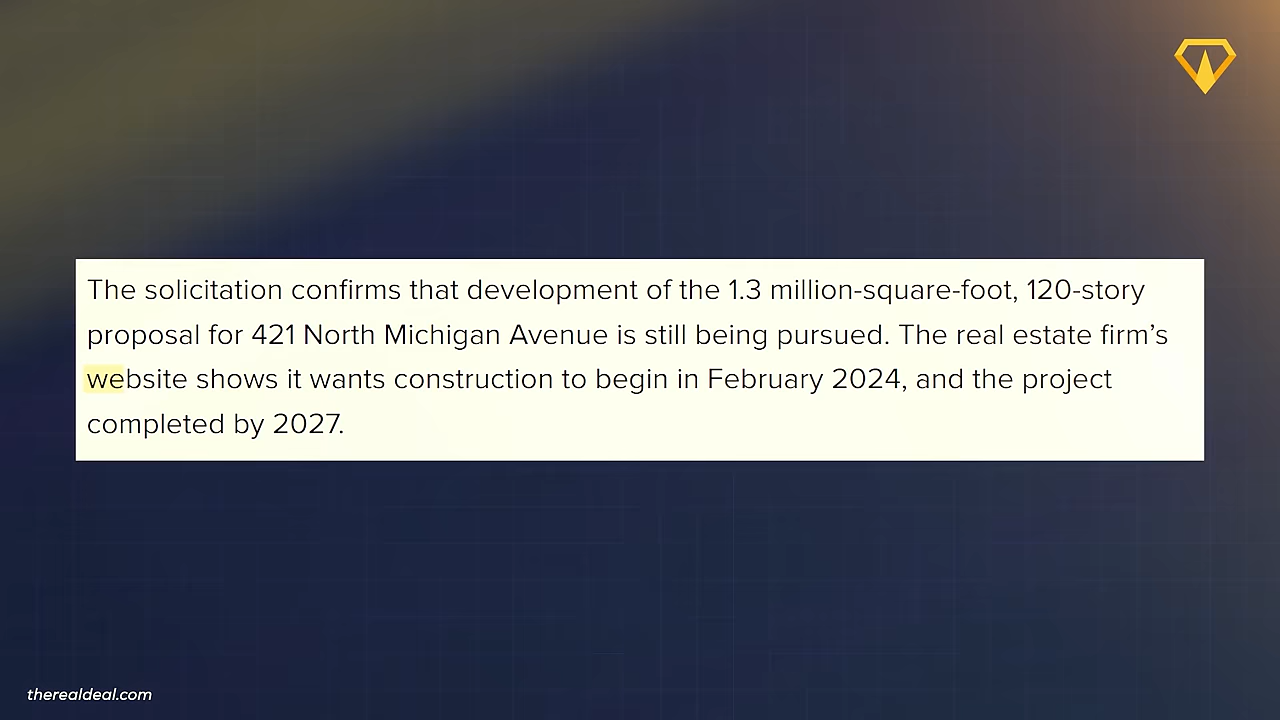 The solicitation confirms that development of the 1.3 million-square-foot, 120-story
proposal for 421 North Michigan Avenue is still being pursued. The real estate firm’s
website shows it wants construction to begin in February 2024, and the project
completed by 2027.
therealdeal.com